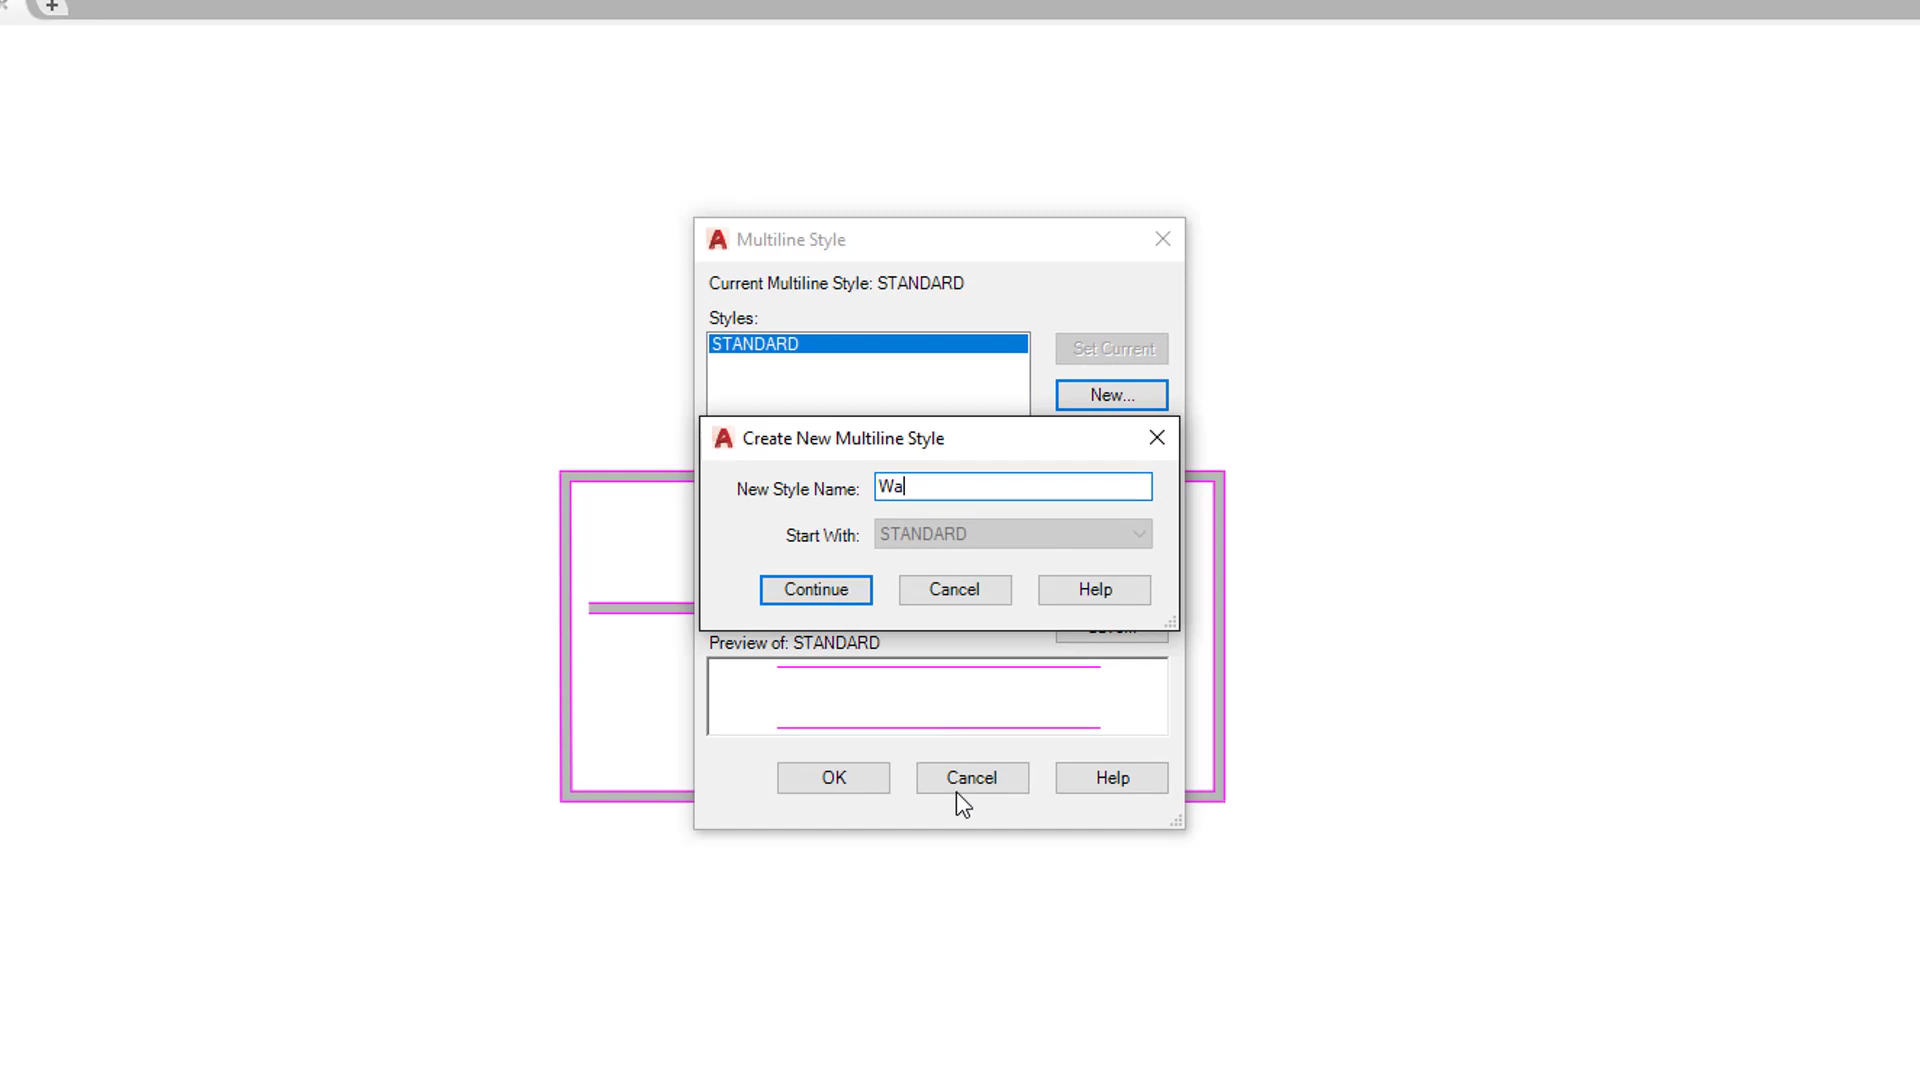 Multiline Style
Current Multiline Style: STANDARD
Styles:
STANDARD
Set Current
New...
Create New Multiline Style
New Style Name: Wa
Start With: STANDARD
Continue Cancel Help
Preview of: STANDARD
OK Cancel Help